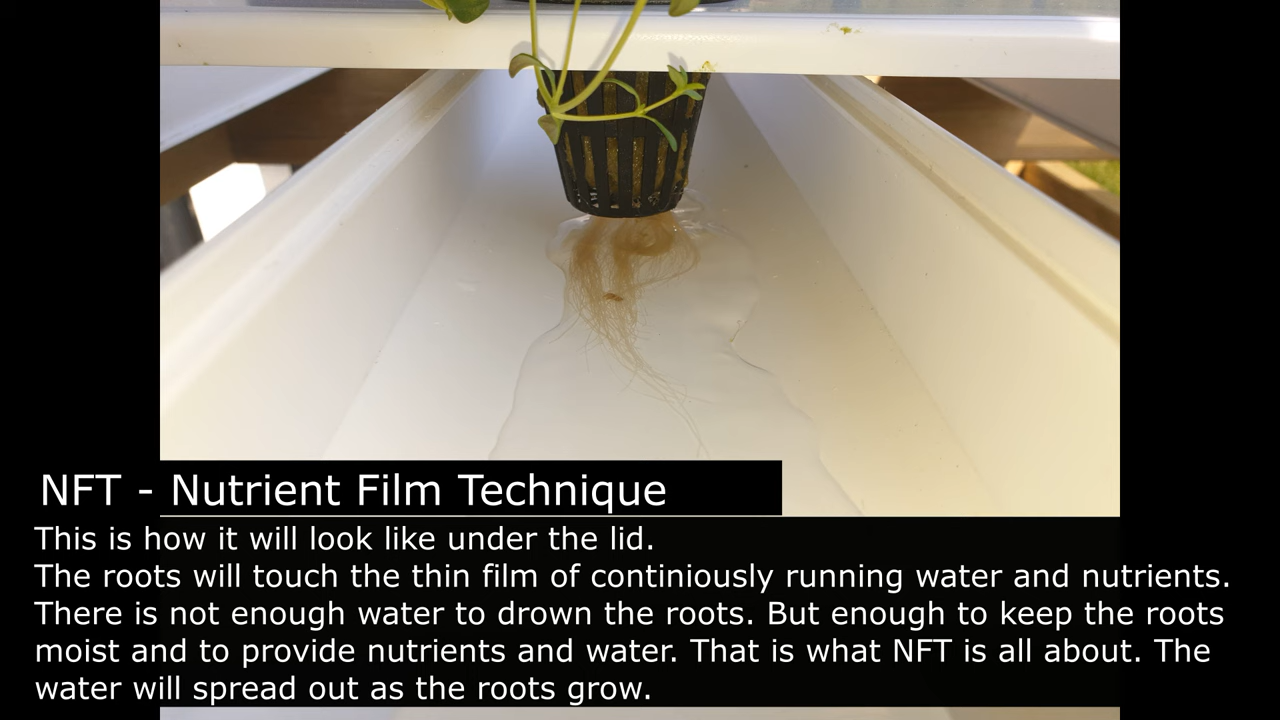 NFT - Nutrient Film Technique
This is how it will look like under the lid.
The roots will touch the thin film of continiously running water and nutrients.
There is not enough water to drown the roots. But enough to keep the roots
moist and to provide nutrients and water. That is what NFT is all about. The
water will spread out as the roots grow.